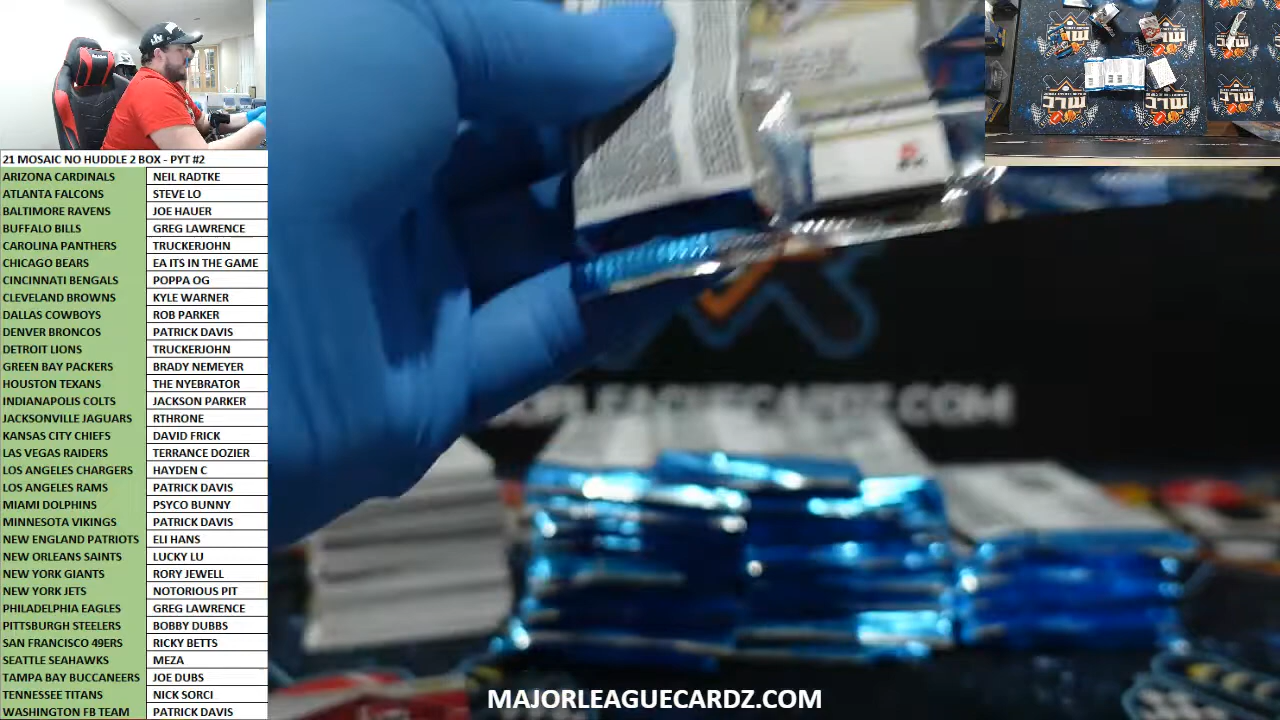 21 MOSAIC NO HUDDLE 2 BOX - PYT #2
ARIZONA CARDINALS NEIL RADTKE
ATLANTA FALCONS STEVE LO
BALTIMORE RAVENS JOE HAUER
BUFFALO BILLS GREG LAWRENCE
CAROLINA PANTHERS TRUCKERJOHN
CHICAGO BEARS EA ITS IN THE GAME
CINCINNATI BENGALS POPPA OG
CLEVELAND BROWNS KYLE WARNER
DALLAS COWBOYS ROB PARKER
DENVER BRONCOS PATRICK DAVIS
DETROIT LIONS TRUCKERJOHN
GREEN BAY PACKERS BRADY NEMEYER
HOUSTON TEXANS THE NYEBRATOR
INDIANAPOLIS COLTS JACKSON PARKER
JACKSONVILLE JAGUARS RTHRONE
KANSAS CITY CHIEFS DAVID FRICK
LAS VEGAS RAIDERS TERRANCE DOZIER
LOS ANGELES CHARGERS HAYDEN C
LOS ANGELES RAMS PATRICK DAVIS
MIAMI DOLPHINS PSYCO BUNNY
MINNESOTA VIKINGS PATRICK DAVIS
NEW ENGLAND PATRIOTS ELI HANS
NEW ORLEANS SAINTS LUCKY LU
NEW YORK GIANTS RORY JEWELL
NEW YORK JETS NOTORIOUS PIT
PHILADELPHIA EAGLES GREG LAWRENCE
PITTSBURGH STEELERS BOBBY DUBBS
SAN FRANCISCO 49ERS RICKY BETTS
SEATTLE SEAHAWKS MEZA
TAMPA BAY BUCCANEERS JOE DUBS
TENNESSEE TITANS NICK SORCI
WASHINGTON FB TEAM PATRICK DAVIS
MAJORLEAGUECARDZ.COM